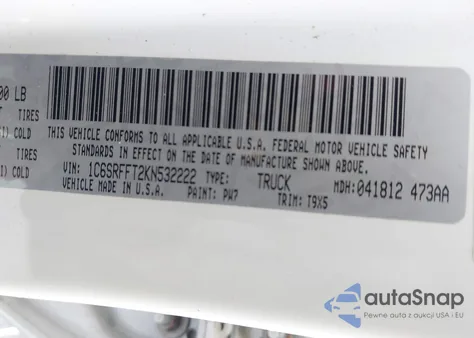 00 LB
TIRES
I) COLD
THIS VEHICLE CONFORMS TO ALL APPLICABLE U.S.A. FEDERAL MOTOR VEHICLE SAFETY
STANDARDS IN EFFECT ON THE DATE OF MANUFACTURE SHOWN ABOVE.
TIRES
I) COLD
VIN: 1C6SRFFT2KN532222 TYPE: TRUCK MDH: 041812 473AA
VEHICLE MADE IN U.S.A. PAINT: PW7 TRIM: T9X5
autoSnap
Pewne auta z aukcji USA i EU